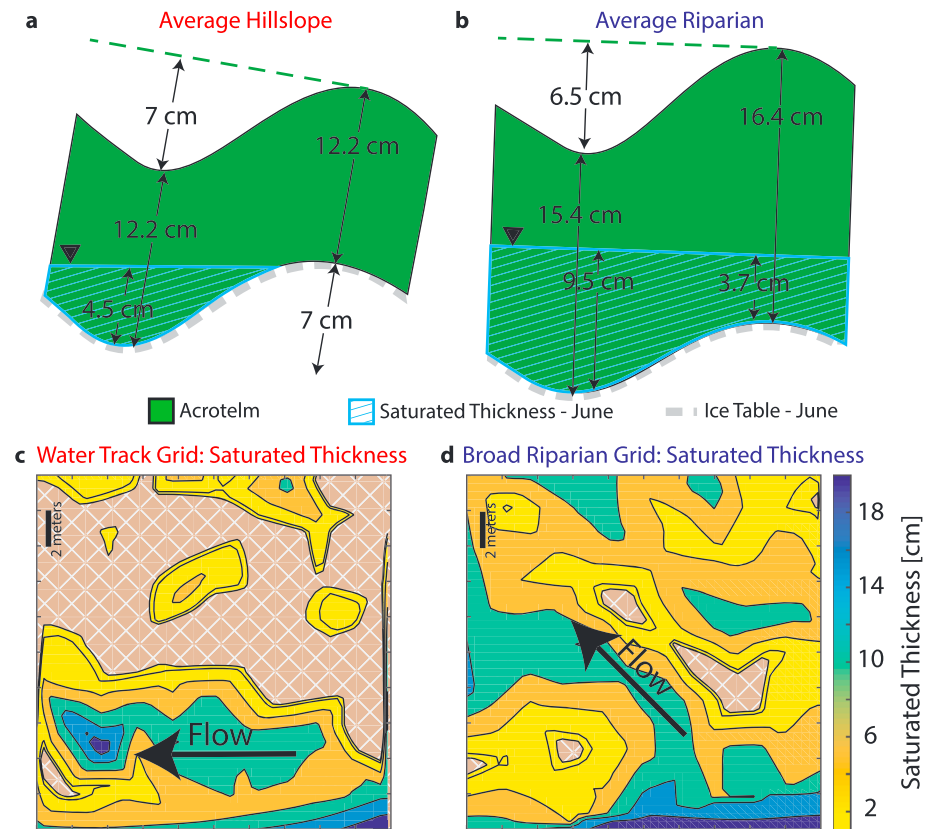 a Average Hillslope
b Average Riparian
7 cm
12.2 cm
12.2 cm
4.5 cm
7 cm
6.5 cm
16.4 cm
15.4 cm
9.5 cm
3.7 cm
Acrotelm
Saturated Thickness - June
Ice Table - June
c Water Track Grid: Saturated Thickness
d Broad Riparian Grid: Saturated Thickness
2 meters
Flow
2 meters
Flow
18
14
10
6
2
Saturated Thickness [cm]